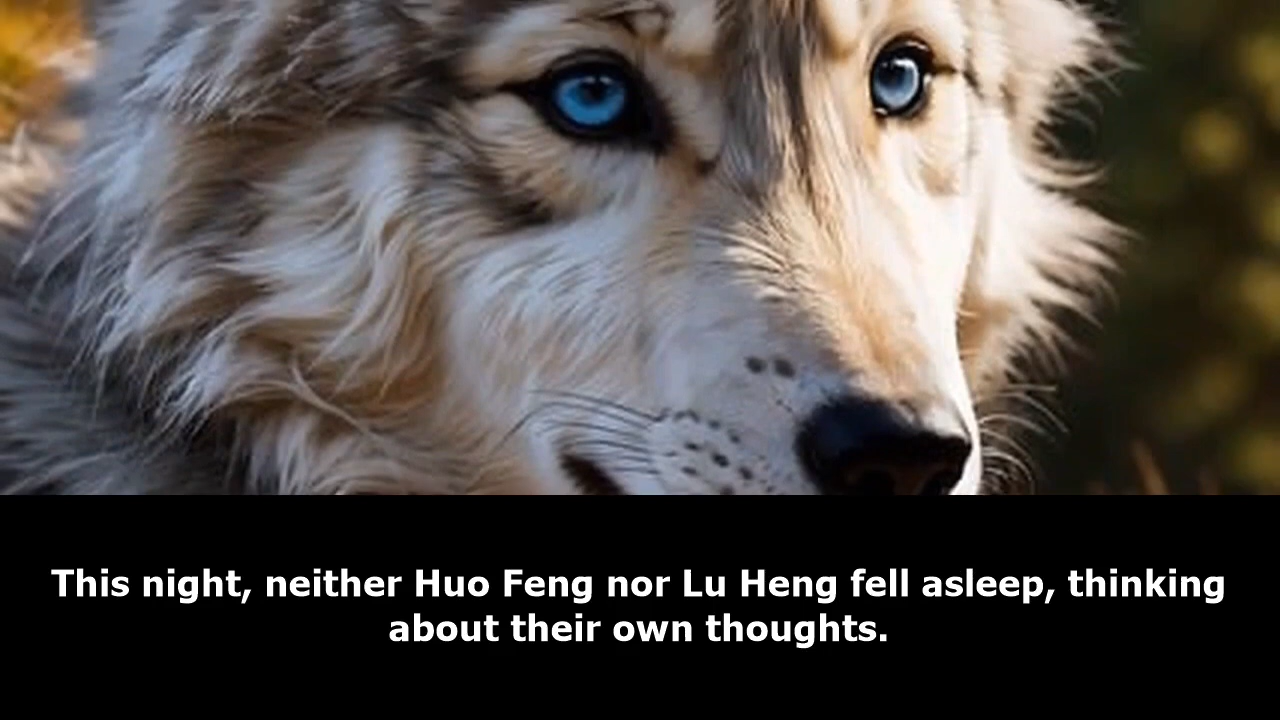 This night, neither Huo Feng nor Lu Heng fell asleep, thinking
about their own thoughts.